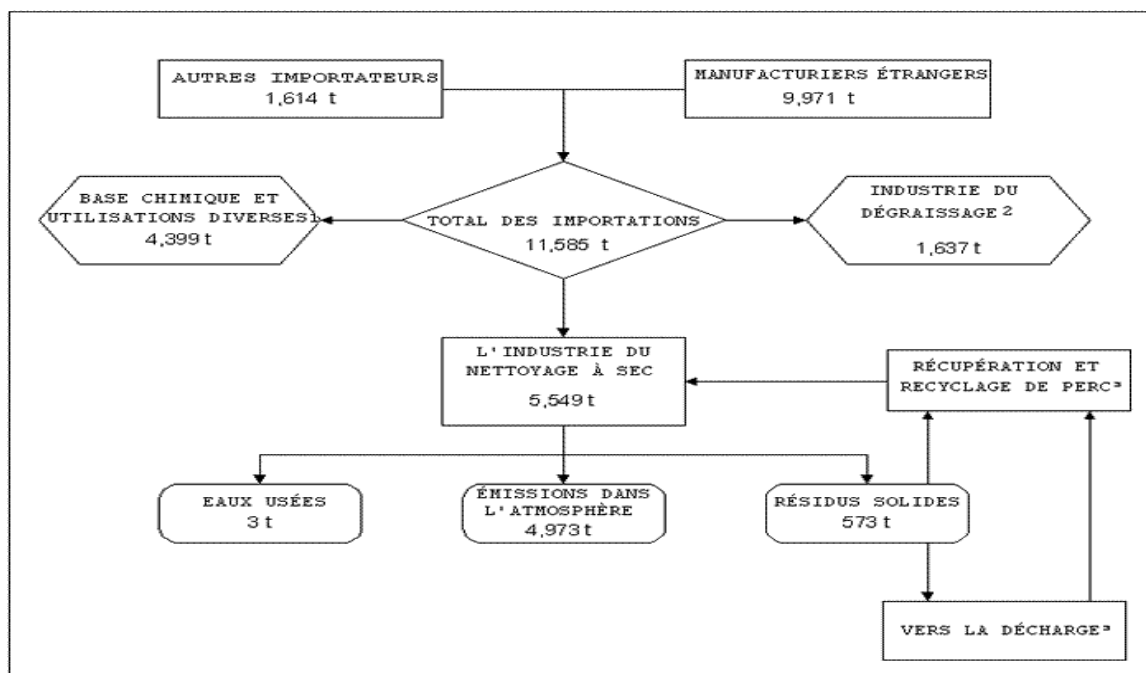 AUTRES IMPORTATEURS
1,614 t
MANUFACTURIERS ÉTRANGERS
9,971 t
BASE CHIMIQUE ET
UTILISATIONS DIVERSES1
4,399 t
TOTAL DES IMPORTATIONS
11,585 t
INDUSTRIE DU
DÉGRAISSAGE²
1,637 t
L'INDUSTRIE DU
NETTOYAGE À SEC
5,549 t
RÉCUPÉRATION ET
RECYCLAGE DE PERC³
EAUX USÉES
3 t
ÉMISSIONS DANS
L'ATMOSPHÈRE
4,973 t
RÉSIDUS SOLIDES
573 t
VERS LA DÉCHARGE³